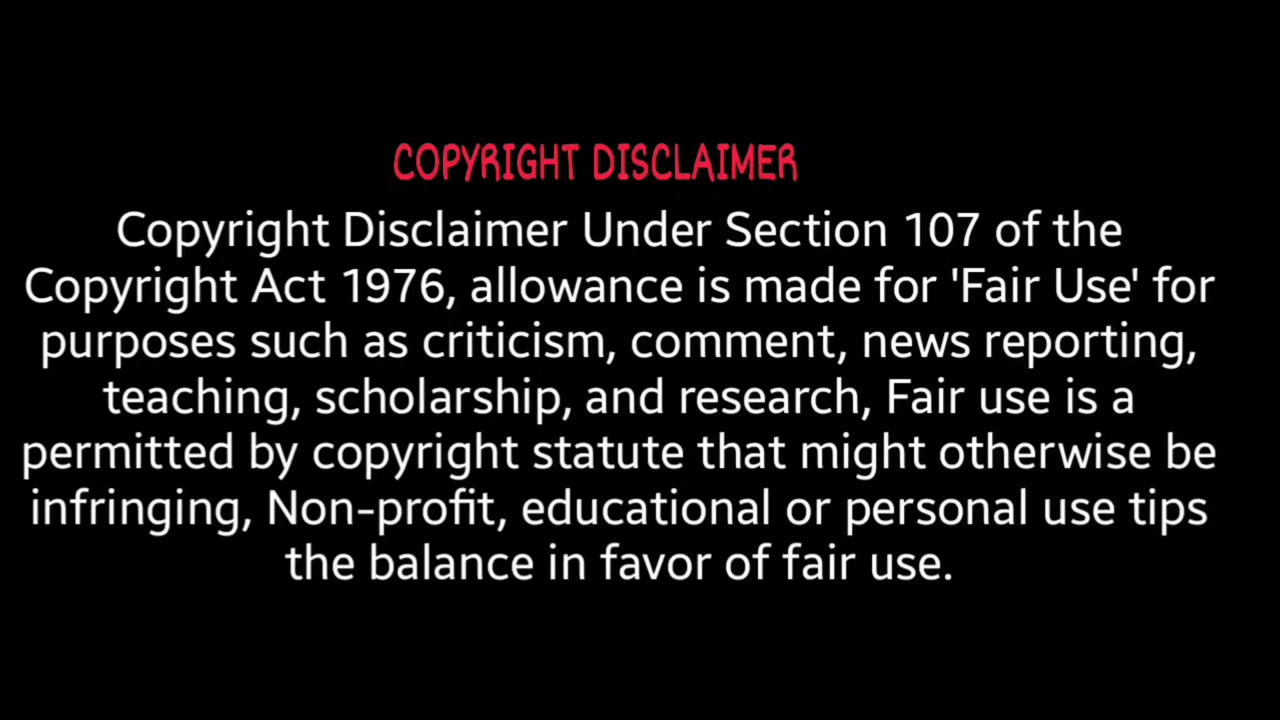 COPYRIGHT DISCLAIMER
Copyright Disclaimer Under Section 107 of the
Copyright Act 1976, allowance is made for 'Fair Use' for
purposes such as criticism, comment, news reporting,
teaching, scholarship, and research, Fair use is a
permitted by copyright statute that might otherwise be
infringing, Non-profit, educational or personal use tips
the balance in favor of fair use.